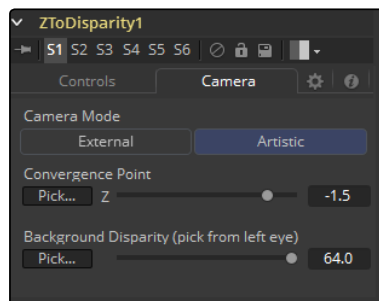 ZToDisparity1
S1 S2 S3 S4 S5 S6
Controls Camera
Camera Mode
External Artistic
Convergence Point
Pick... Z -1.5
Background Disparity (pick from left eye)
Pick... 64.0